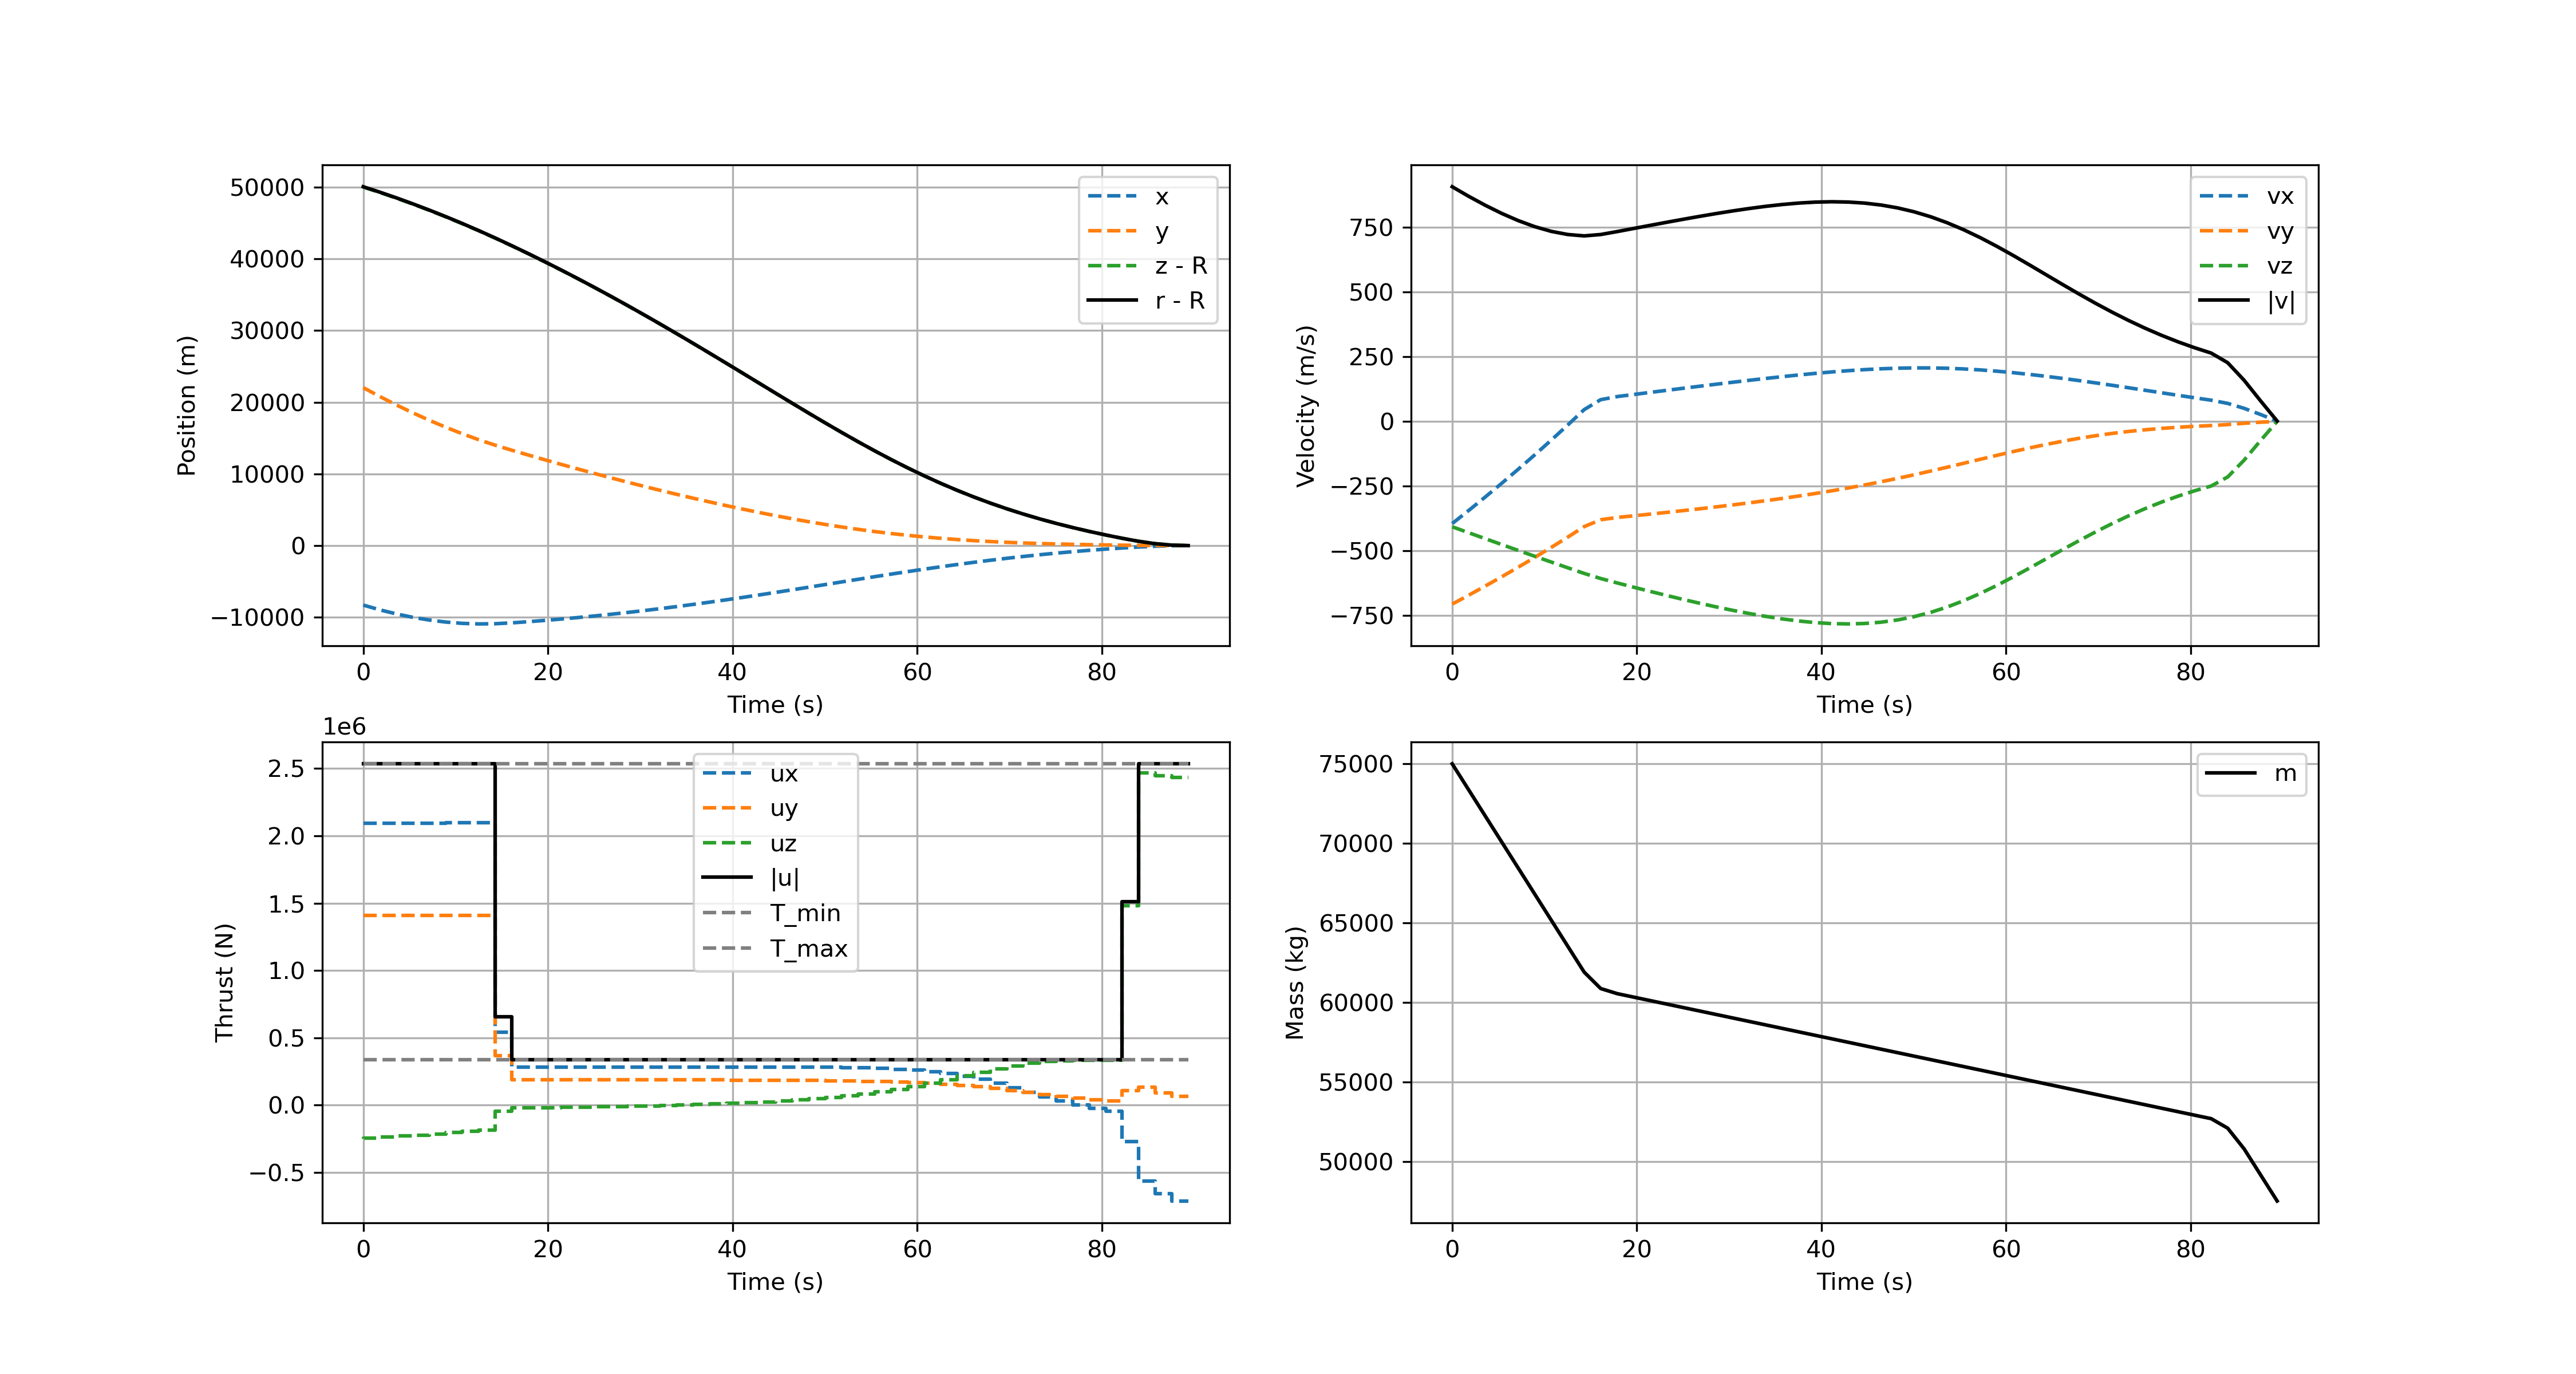 50000
40000
30000
20000
10000
0
−10000
Position (m)
x
y
z - R
r - R
0 20 40 60 80
Time (s)
750
500
250
0
−250
−500
−750
Velocity (m/s)
vx
vy
vz
|v|
0 20 40 60 80
Time (s)
1e6
2.5
2.0
1.5
1.0
0.5
0.0
−0.5
Thrust (N)
ux
uy
uz
|u|
T_min
T_max
0 20 40 60 80
Time (s)
75000
70000
65000
60000
55000
50000
Mass (kg)
m
0 20 40 60 80
Time (s)